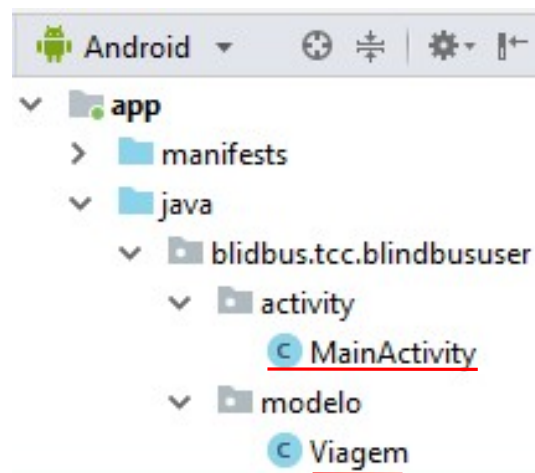 Android
app
manifests
java
blidbus.tcc.blindbususer
activity
C MainActivity
modelo
C Viagem